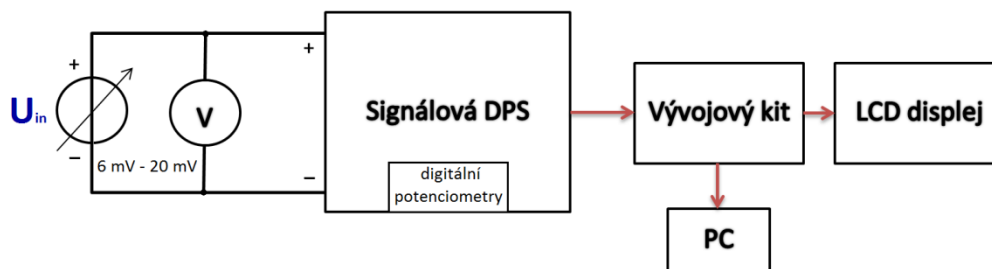 +
+
U in
V
Signálová DPS
Vývojový kit
LCD displej
−
6 mV - 20 mV
−
digitální
potenciometry
PC